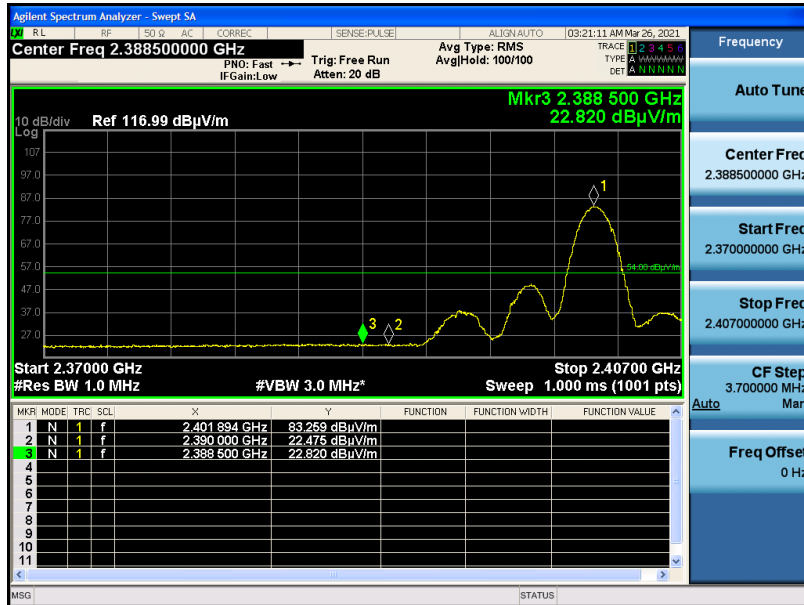 Agilent Spectrum Analyzer - Swept SA
LXI RL RF 50 Ω AC CORREC SENSE:PULSE ALIGN AUTO 03:21:11 AM Mar 26, 2021
Center Freq 2.388500000 GHz
PNO: Fast
IFGain:Low
Trig: Free Run
Atten: 20 dB
Avg Type: RMS
Avg|Hold: 100/100
TRACE 1 2 3 4 5 6
TYPE A WWWWW
DET A N N N N N
Frequency
Auto Tune
Center Freq
2.388500000 GHz
Start Freq
2.370000000 GHz
Stop Freq
2.407000000 GHz
CF Step
3.700000 MHz
Auto Man
Freq Offset
0 Hz
Mkr3 2.388 500 GHz
22.820 dBµV/m
10 dB/div Ref 116.99 dBµV/m
Log
107
97.0
87.0
77.0
67.0
57.0
47.0
37.0
27.0
1
54.00 dBµV/m
3
2
Start 2.37000 GHz Stop 2.40700 GHz
#Res BW 1.0 MHz #VBW 3.0 MHz* Sweep 1.000 ms (1001 pts)
MKR MODE TRC SCL X Y FUNCTION FUNCTION WIDTH FUNCTION VALUE
1 N 1 f 2.401 894 GHz 83.259 dBµV/m
2 N 1 f 2.390 000 GHz 22.475 dBµV/m
3 N 1 f 2.388 500 GHz 22.820 dBµV/m
4
5
6
7
8
9
10
11
MSG STATUS